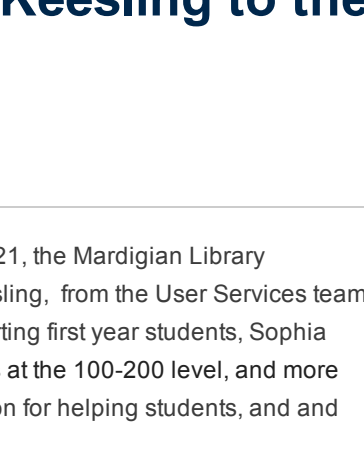 Keesling to the
21, the Mardigian Library
sling, from the User Services team
rting first year students, Sophia
at the 100-200 level, and more
on for helping students, and and